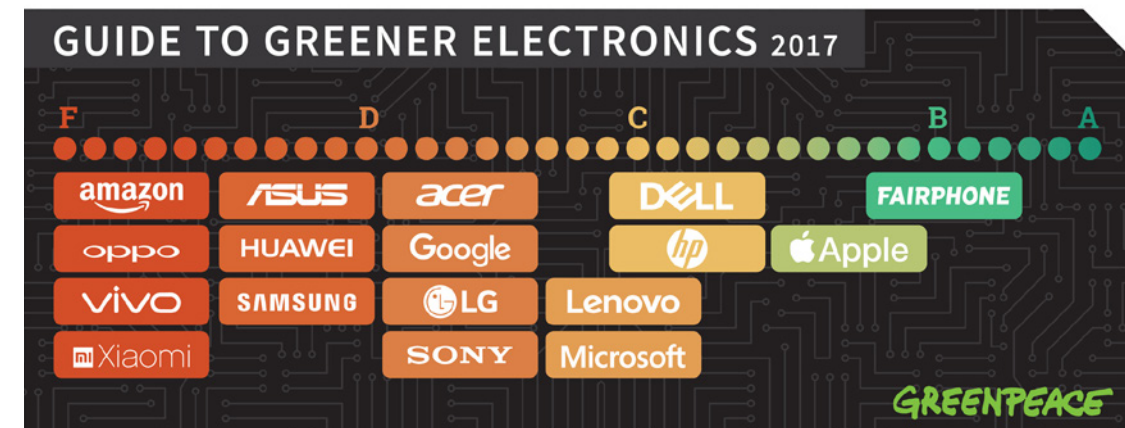 GUIDE TO GREENER ELECTRONICS 2017
F D C B A
amazon ASUS acer DELL FAIRPHONE
oppo HUAWEI Google hp Apple
vivo SAMSUNG LG Lenovo
mi Xiaomi SONY Microsoft
GREENPEACE